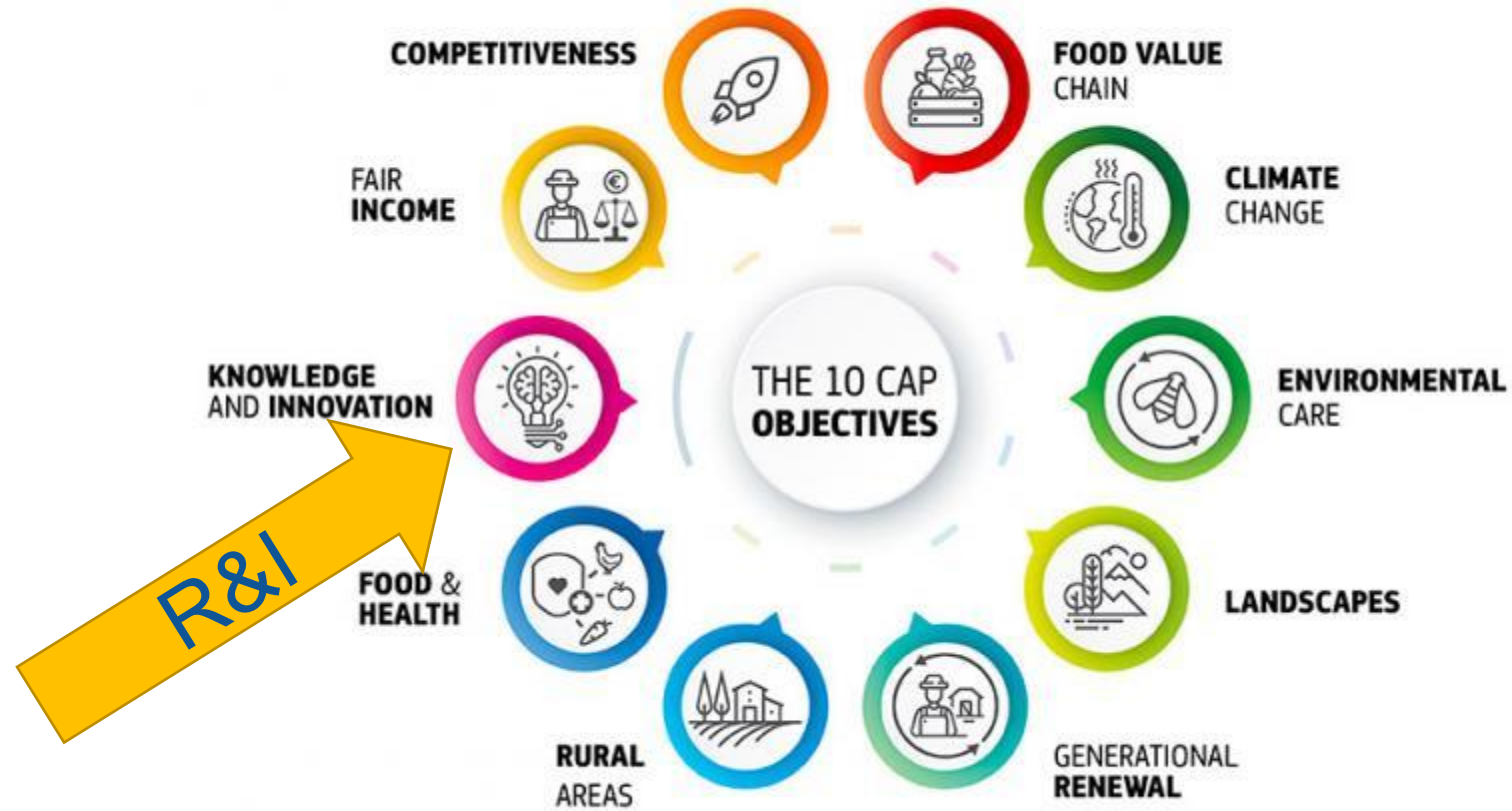 COMPETITIVENESS
FOOD VALUE
CHAIN
FAIR
INCOME
€
CLIMATE
CHANGE
KNOWLEDGE
AND INNOVATION
THE 10 CAP
OBJECTIVES
ENVIRONMENTAL
CARE
R&I
FOOD &
HEALTH
LANDSCAPES
RURAL
AREAS
GENERATIONAL
RENEWAL